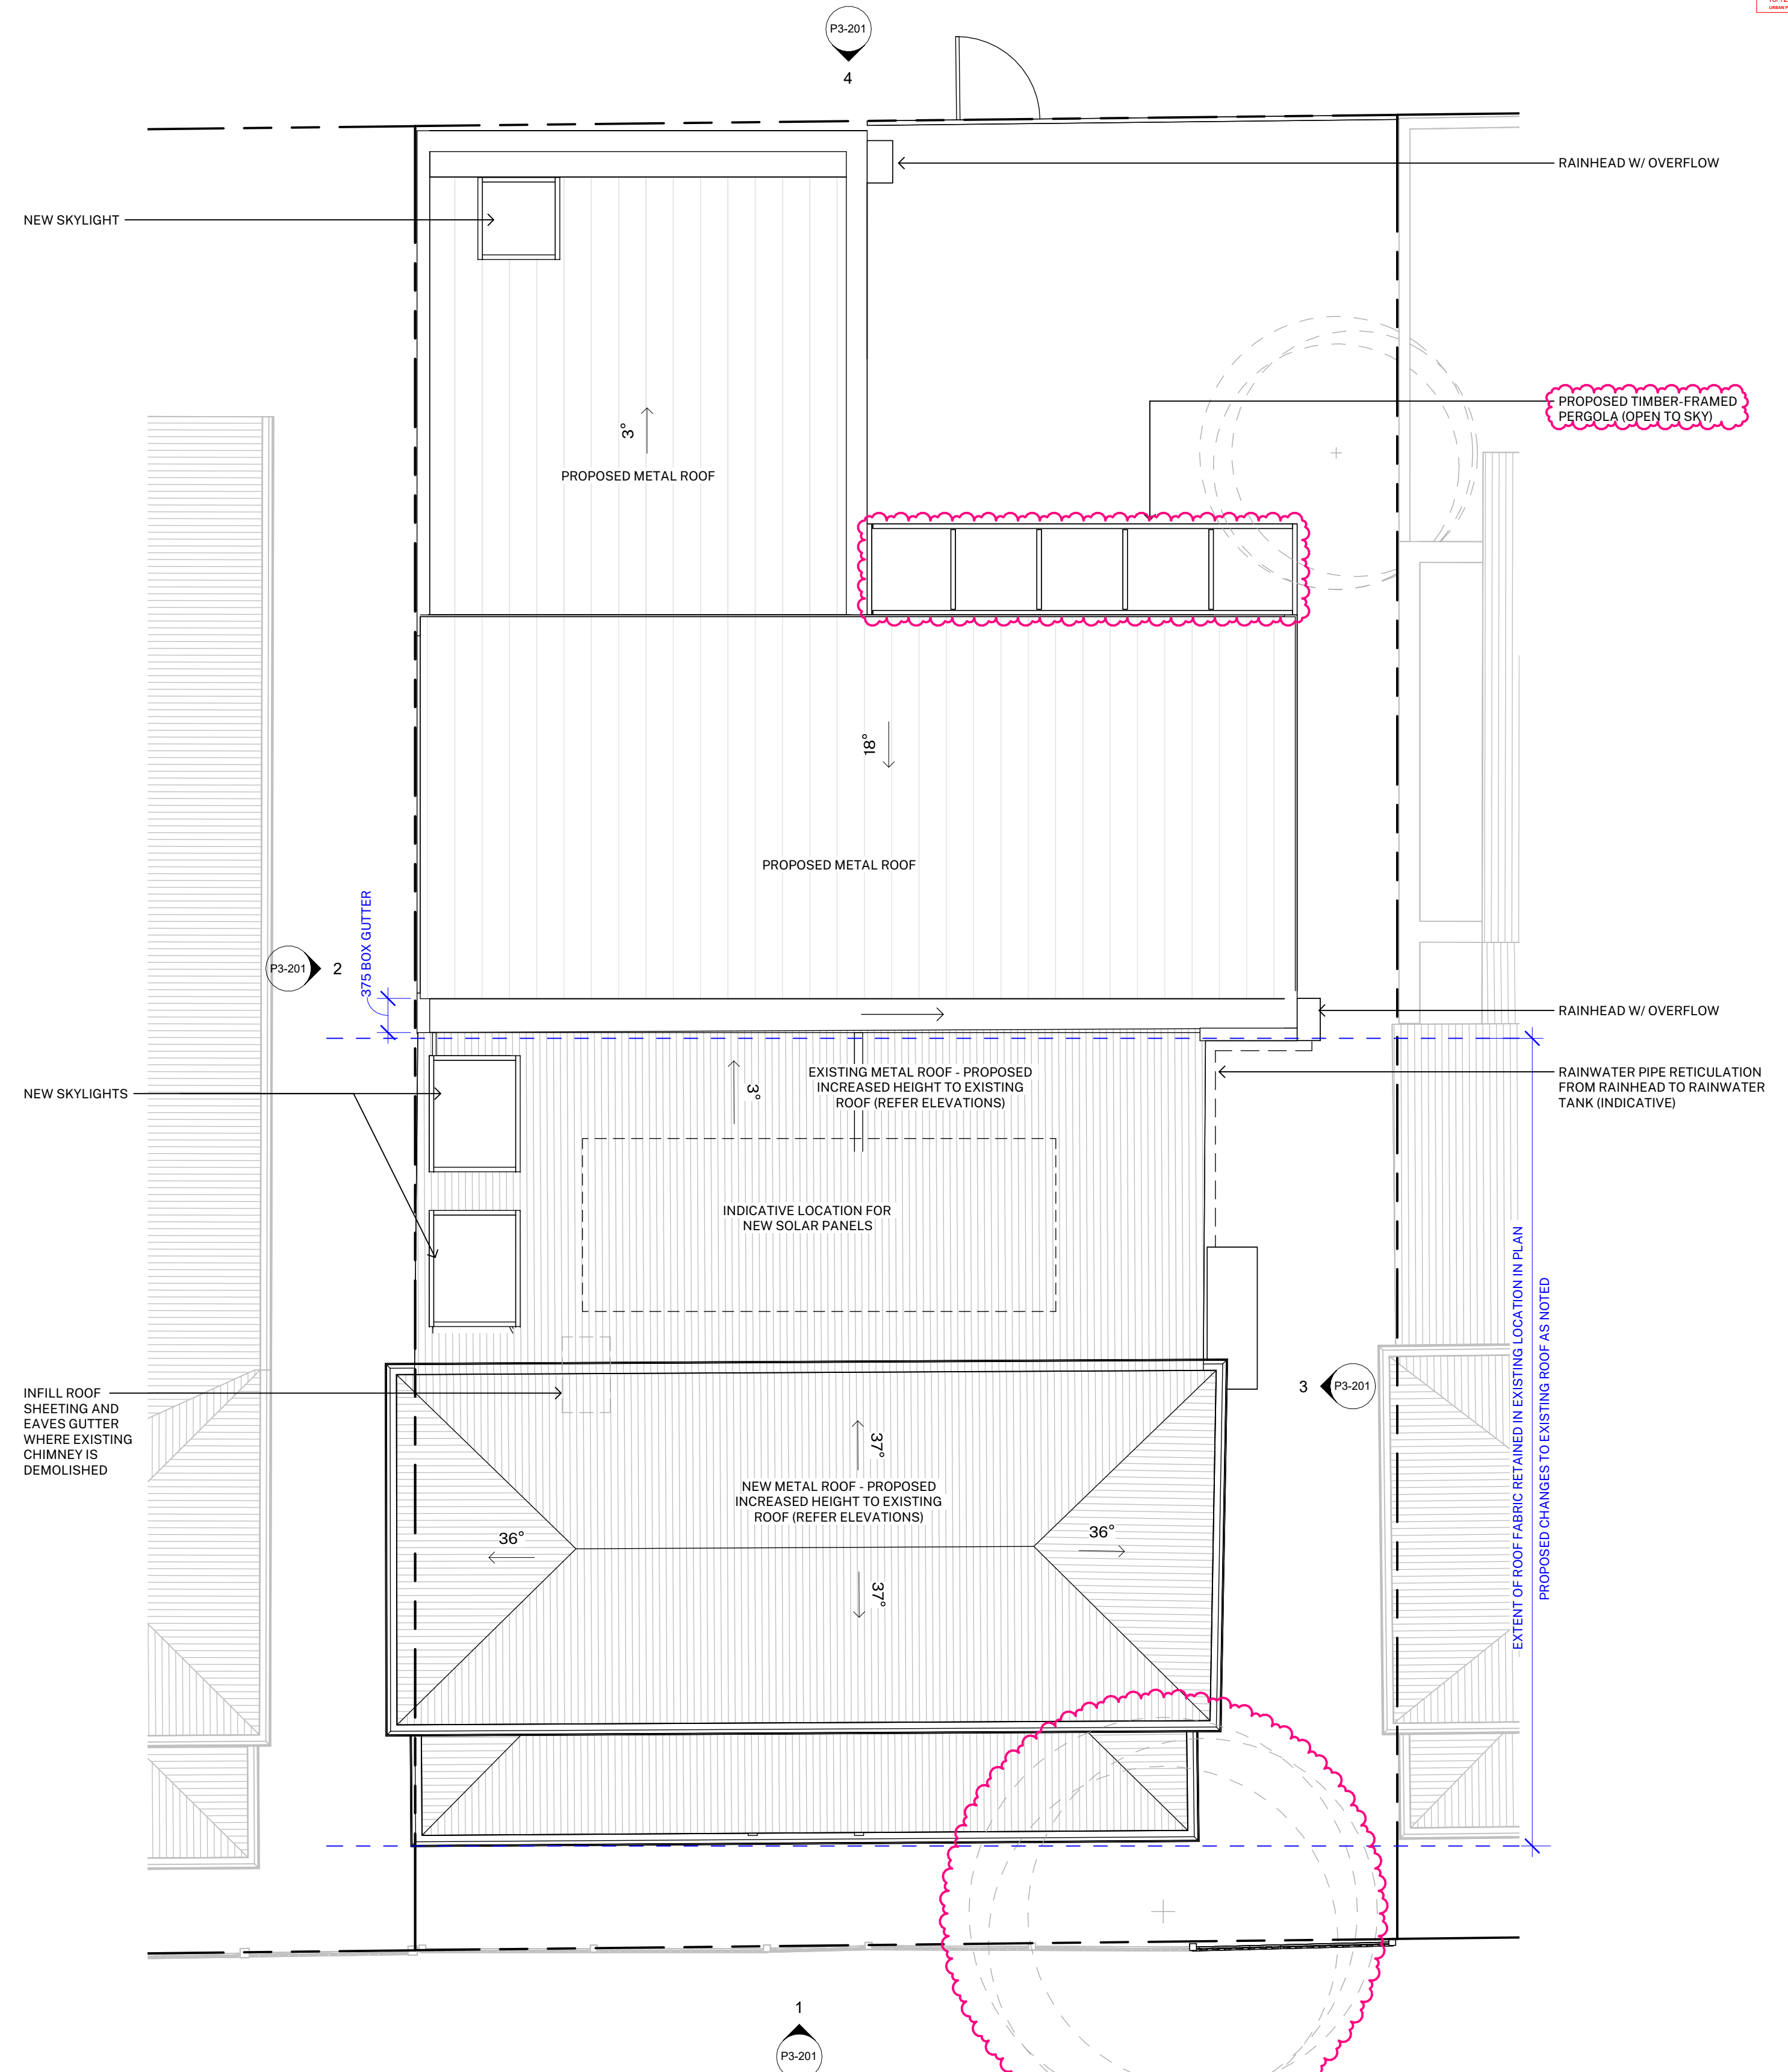 P3-201
4
RAINHEAD W/ OVERFLOW
NEW SKYLIGHT
PROPOSED TIMBER-FRAMED
PERGOLA (OPEN TO SKY)
3°
PROPOSED METAL ROOF
18°
PROPOSED METAL ROOF
375 BOX GUTTER
P3-201
2
RAINHEAD W/ OVERFLOW
NEW SKYLIGHTS
3°
EXISTING METAL ROOF - PROPOSED
INCREASED HEIGHT TO EXISTING
ROOF (REFER ELEVATIONS)
RAINWATER PIPE RETICULATION
FROM RAINHEAD TO RAINWATER
TANK (INDICATIVE)
INDICATIVE LOCATION FOR
NEW SOLAR PANELS
EXTENT OF ROOF FABRIC RETAINED IN EXISTING LOCATION IN PLAN
PROPOSED CHANGES TO EXISTING ROOF AS NOTED
INFILL ROOF
SHEETING AND
EAVES GUTTER
WHERE EXISTING
CHIMNEY IS
DEMOLISHED
3
P3-201
37°
NEW METAL ROOF - PROPOSED
INCREASED HEIGHT TO EXISTING
ROOF (REFER ELEVATIONS)
36°
36°
37°
1
P3-201